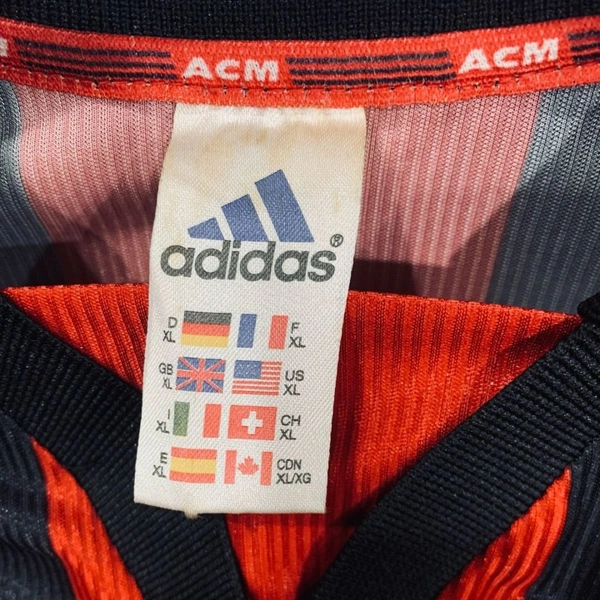 ACM ACM
adidas®
D XL F XL
GB XL US XL
I XL CH XL
E XL CDN XL/XG